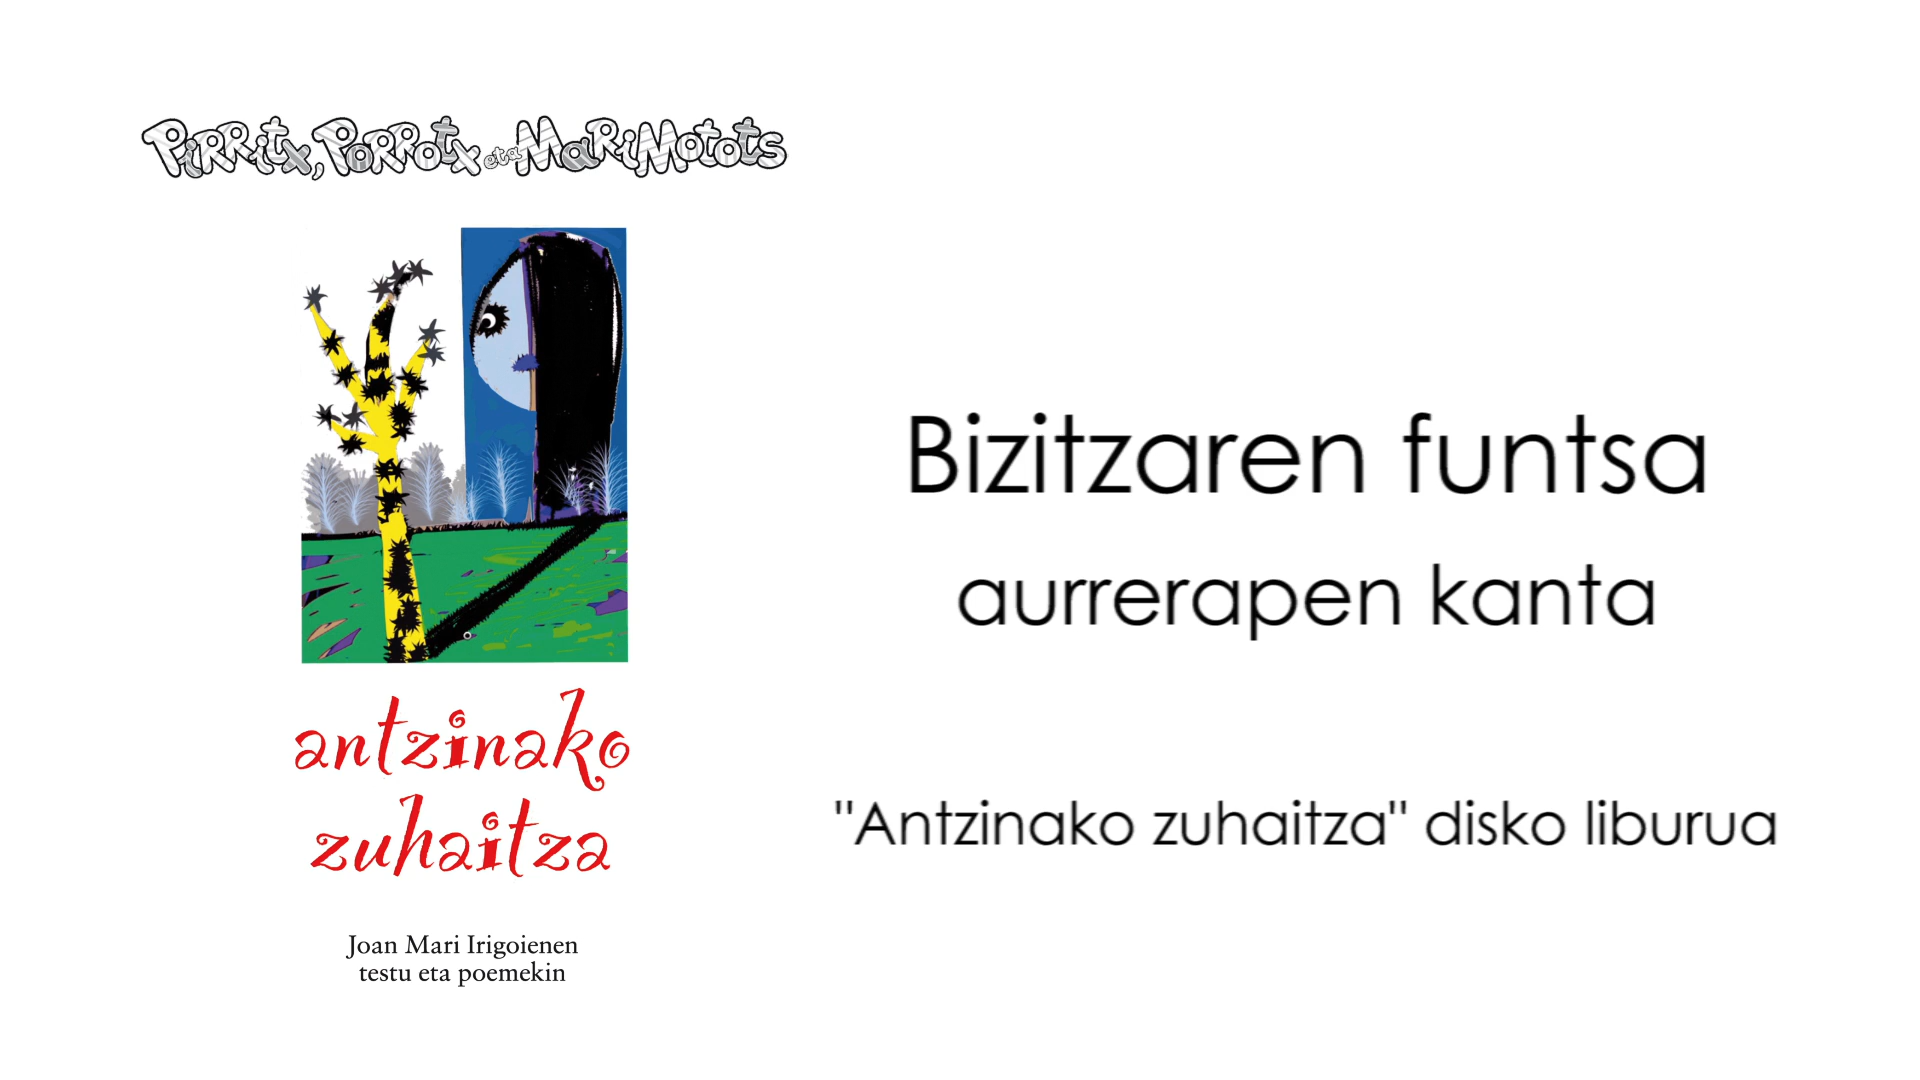 PiRRitx, PoRRotx eta MaRiMotots
antzinako
zuhaitza
Joan Mari Irigoienen
testu eta poemekin
Bizitzaren funtsa
aurrerapen kanta
"Antzinako zuhaitza" disko liburua